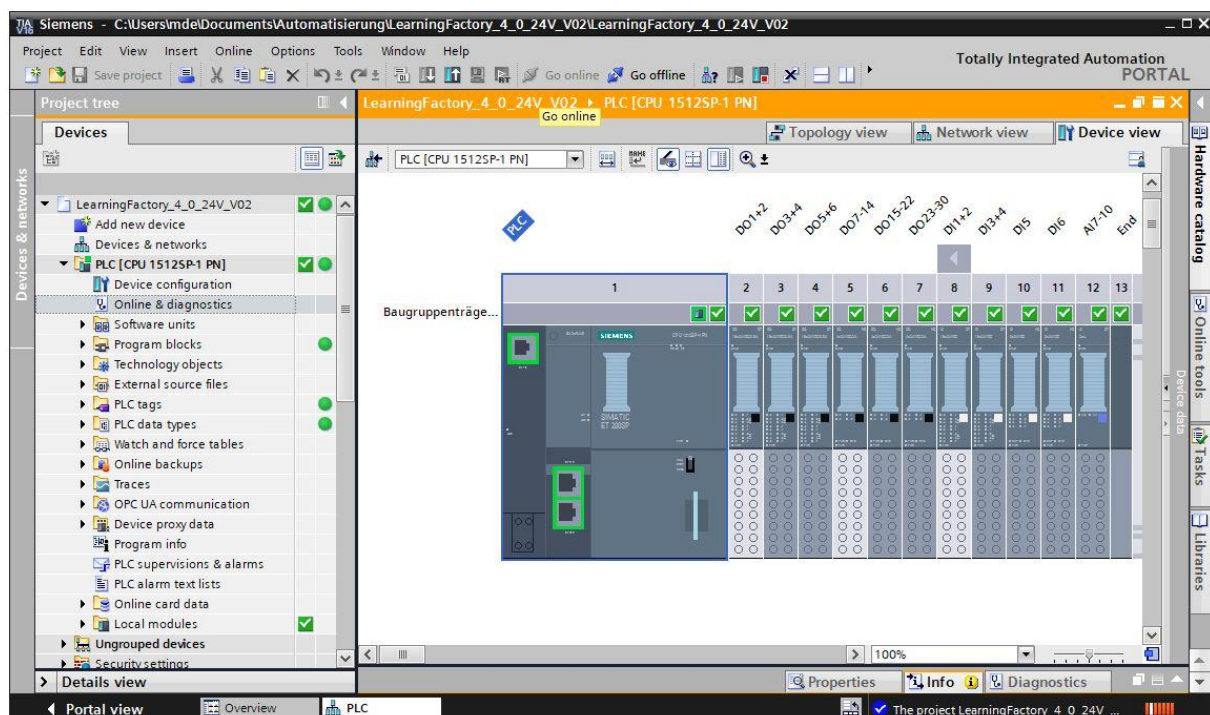 TIA V16 Siemens - C:\Users\mde\Documents\Automatisierung\LearningFactory_4_0_24V_V02\LearningFactory_4_0_24V_V02
Project Edit View Insert Online Options Tools Window Help
Save project Go online Go offline
Totally Integrated Automation
PORTAL
Project tree
LearningFactory_4_0_24V_V02 PLC [CPU 1512SP-1 PN]
Go online
Devices
Topology view Network view Device view
PLC [CPU 1512SP-1 PN]
Devices & networks
LearningFactory_4_0_24V_V02
Add new device
Devices & networks
PLC [CPU 1512SP-1 PN]
Device configuration
Online & diagnostics
Software units
Program blocks
Technology objects
External source files
PLC tags
PLC data types
Watch and force tables
Online backups
Traces
OPC UA communication
Device proxy data
Program info
PLC supervisions & alarms
PLC alarm text lists
Online card data
Local modules
Ungrouped devices
Security settings
Details view
PLC DO1+2 DO3+4 DO5+6 DO7-14 DO15-22 DO23-30 DI1+2 DI3+4 DI5 DI6 AI7-10 End
1 2 3 4 5 6 7 8 9 10 11 12 13
Baugruppenträge...
SIEMENS
SIMATIC
ET 200SP
100%
Device data
Hardware catalog
Online tools
Tasks
Libraries
Properties Info Diagnostics
Portal view Overview PLC The project LearningFactory_4_0_24V_...